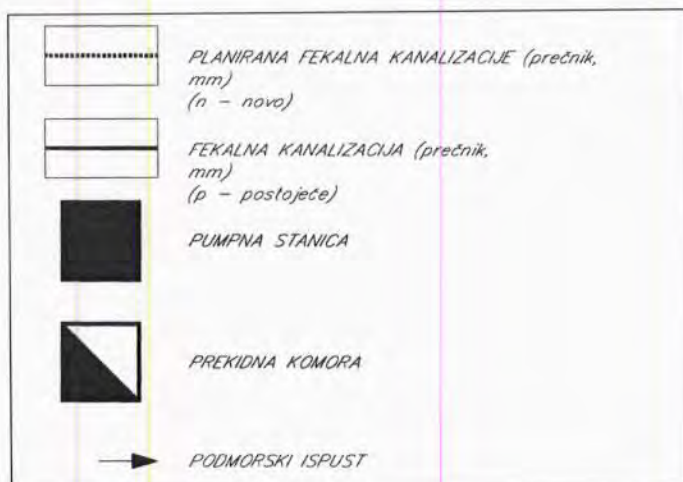 PLANIRANA FEKALNA KANALIZACIJE (prečnik,
mm)
(n – novo)
FEKALNA KANALIZACIJA (prečnik,
mm)
(p – postojeće)
PUMPNA STANICA
PREKIDNA KOMORA
PODMORSKI ISPUST